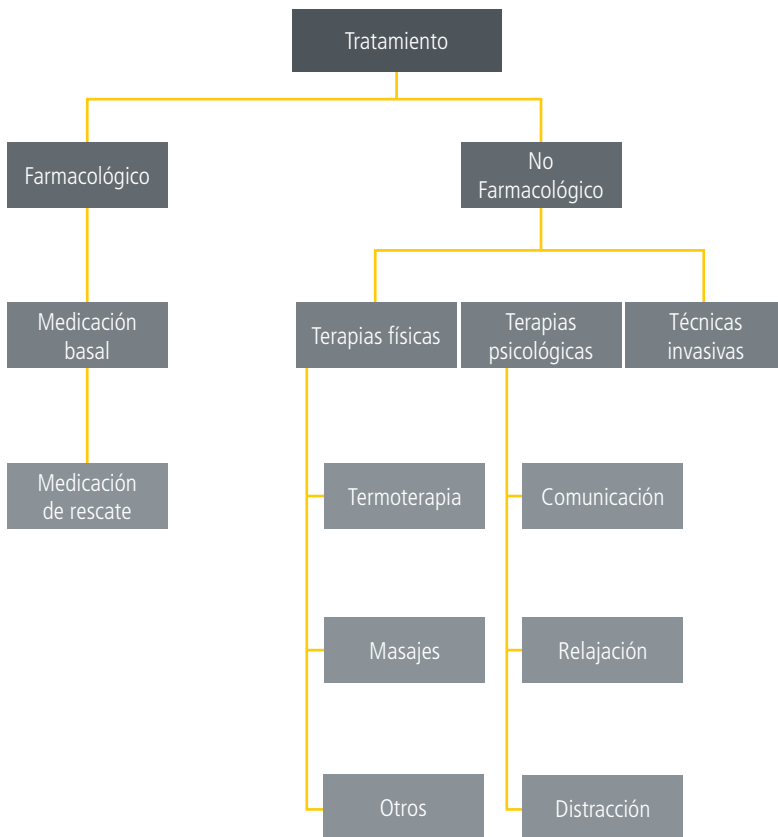 Tratamiento
Farmacológico
No
Farmacológico
Medicación
basal
Terapias físicas
Terapias
psicológicas
Técnicas
invasivas
Medicación
de rescate
Termoterapia
Comunicación
Masajes
Relajación
Otros
Distracción